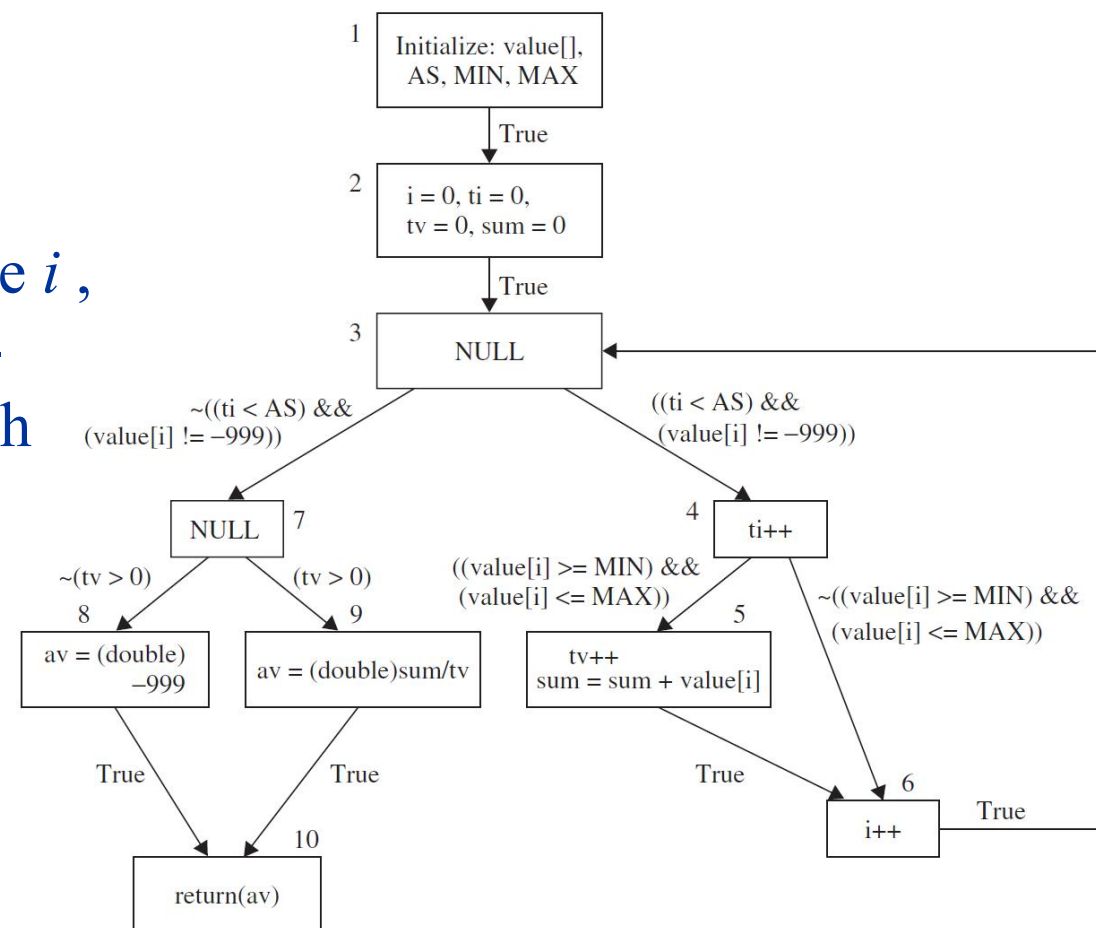 e i ,
h
1
Initialize: value[],
AS, MIN, MAX
True
2
i = 0, ti = 0,
tv = 0, sum = 0
True
3
NULL
~((ti < AS) &&
(value[i] != −999))
((ti < AS) &&
(value[i] != −999))
NULL
7
4
ti++
~(tv > 0)
(tv > 0)
((value[i] >= MIN) &&
(value[i] <= MAX))
~((value[i] >= MIN) &&
(value[i] <= MAX))
8
9
5
av = (double)
−999
av = (double)sum/tv
tv++
sum = sum + value[i]
True
True
True
6
i++
True
10
return(av)